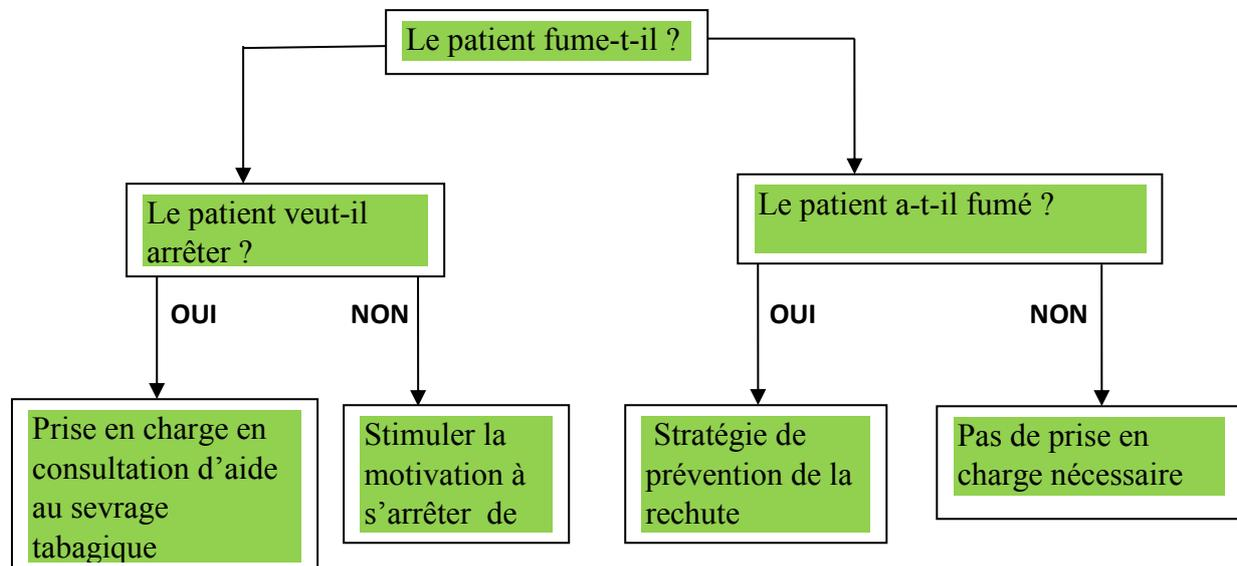 Le patient fume-t-il ?
Le patient veut-il
arrêter ?
Le patient a-t-il fumé ?
OUI
NON
OUI
NON
Prise en charge en
consultation d’aide
au sevrage
tabagique
Stimuler la
motivation à
s’arrêter de
Stratégie de
prévention de la
rechute
Pas de prise en
charge nécessaire